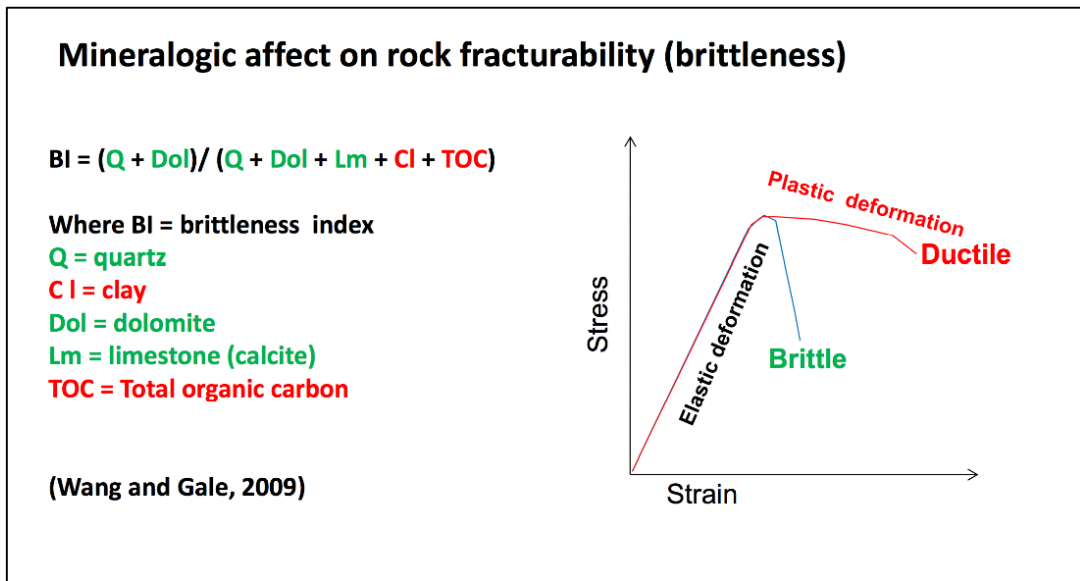 Mineralogic affect on rock fracturability (brittleness)
BI = (Q + Dol)/ (Q + Dol + Lm + Cl + TOC)
Where BI = brittleness index
Q = quartz
C l = clay
Dol = dolomite
Lm = limestone (calcite)
TOC = Total organic carbon
(Wang and Gale, 2009)
Stress
Elastic deformation
Plastic deformation
Ductile
Brittle
Strain